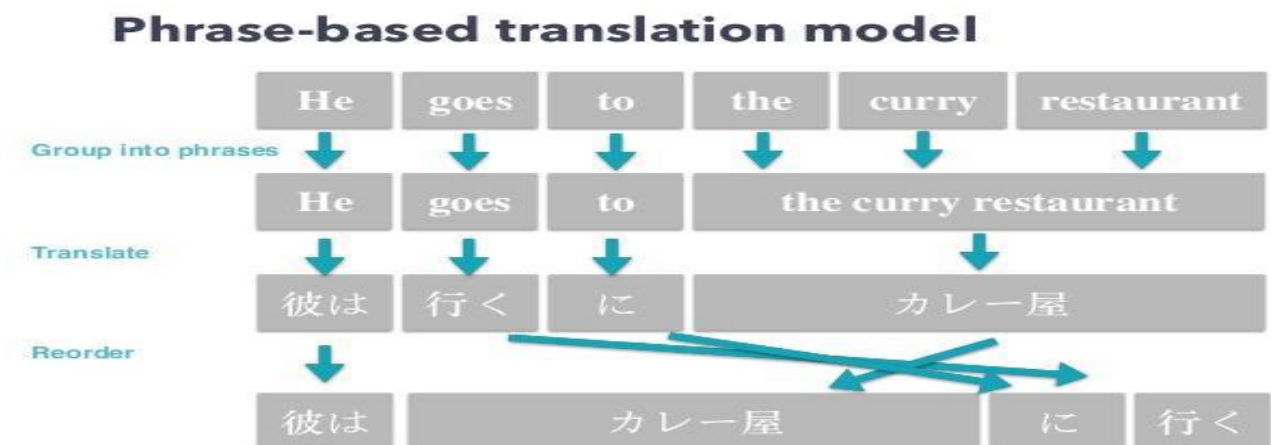 Phrase-based translation model
He goes to the curry restaurant
Group into phrases
He goes to the curry restaurant
Translate
彼は 行く に カレー屋
Reorder
彼は カレー屋 に 行く